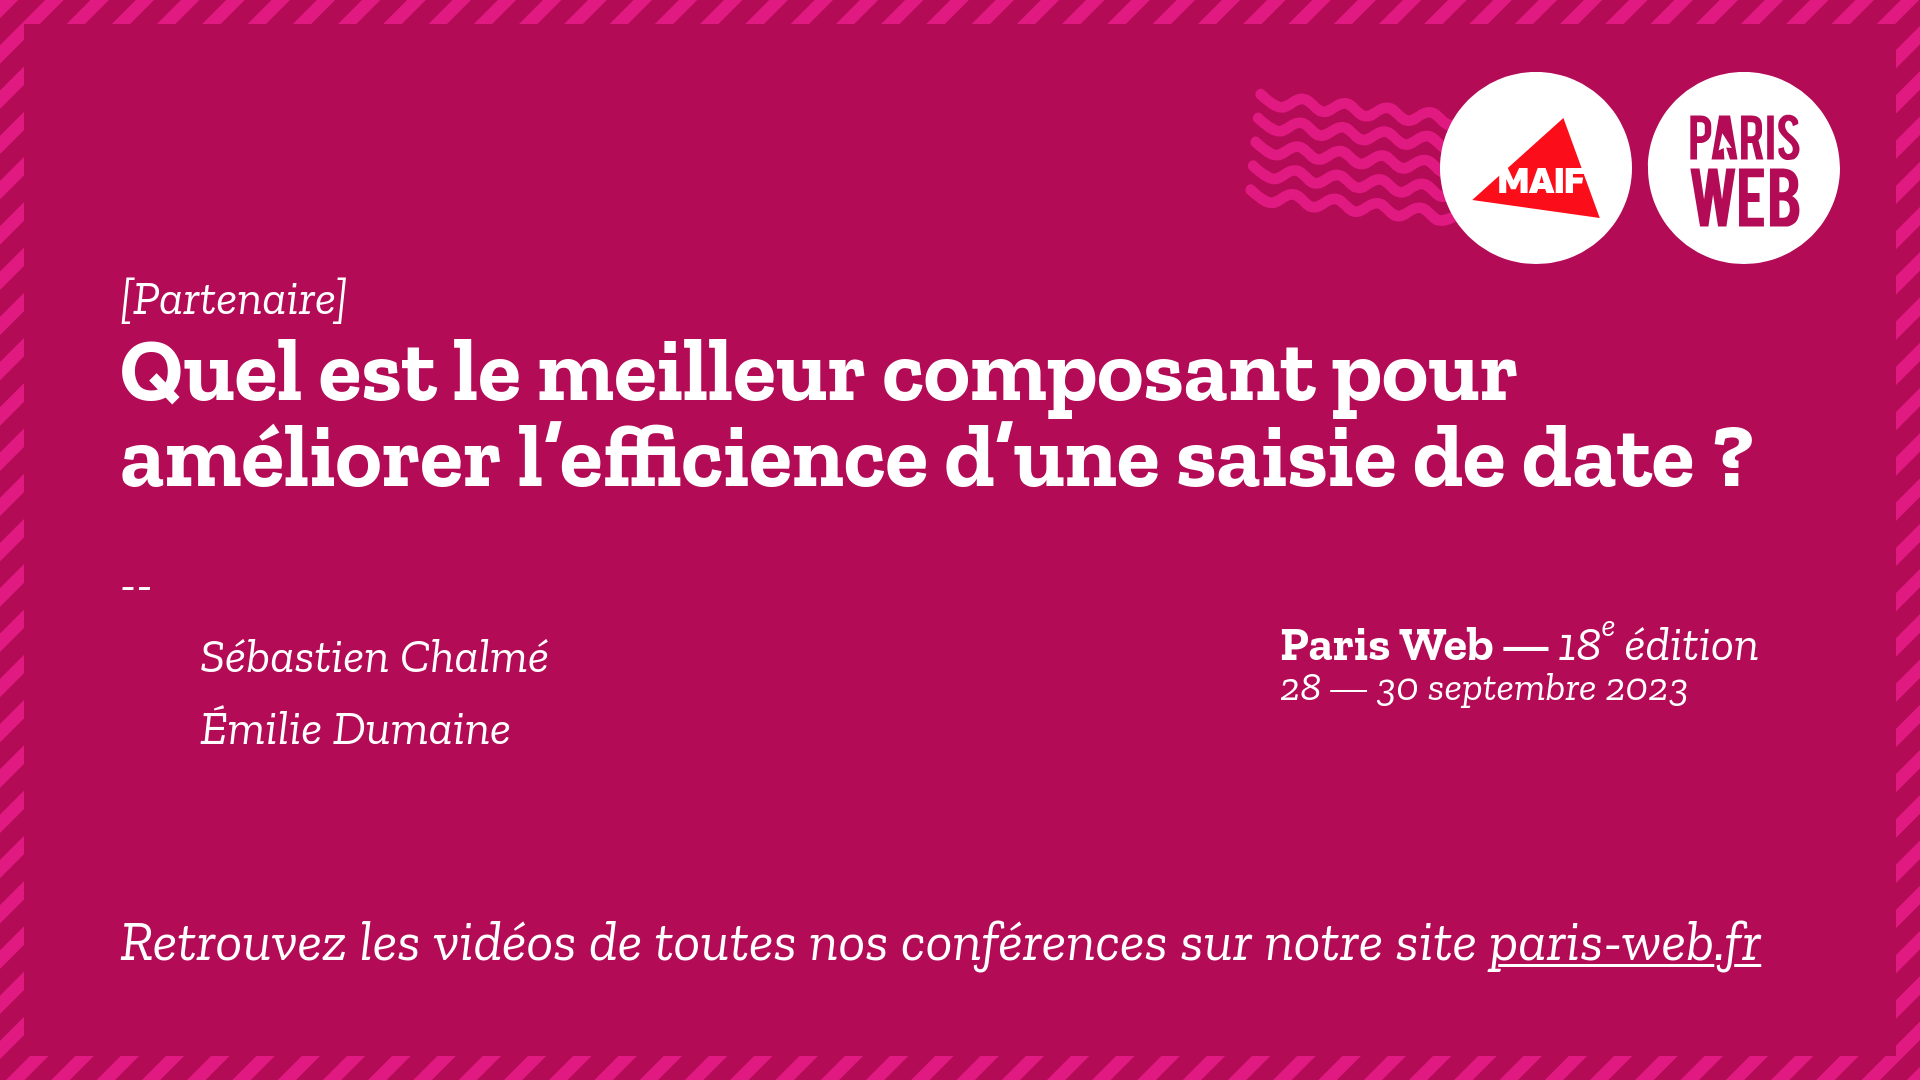 MAIF
PARIS
WEB
[Partenaire]
Quel est le meilleur composant pour
améliorer l’efficience d’une saisie de date ?
--
Sébastien Chalmé
Émilie Dumaine
Paris Web — 18e édition
28 — 30 septembre 2023
Retrouvez les vidéos de toutes nos conférences sur notre site paris-web.fr